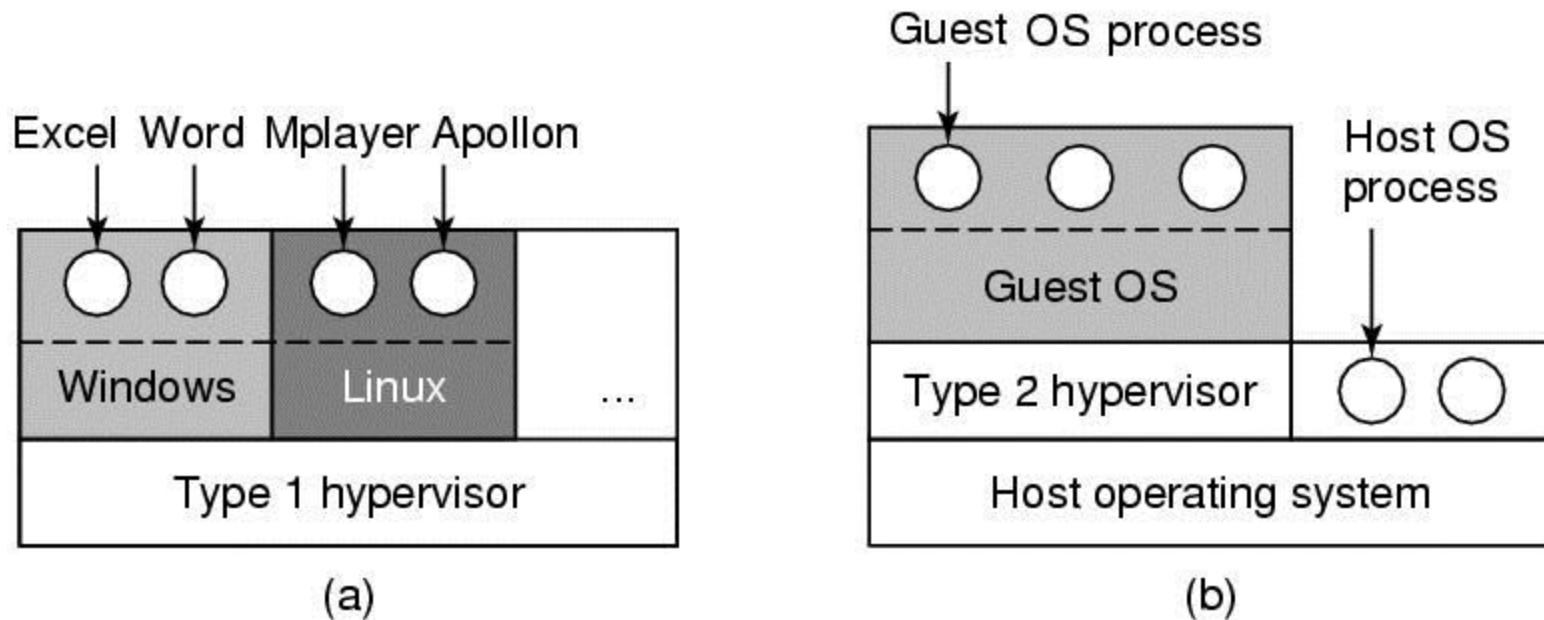 Excel Word Mplayer Apollon
Windows
Linux
...
Type 1 hypervisor
(a)
Guest OS process
Host OS
process
Guest OS
Type 2 hypervisor
Host operating system
(b)